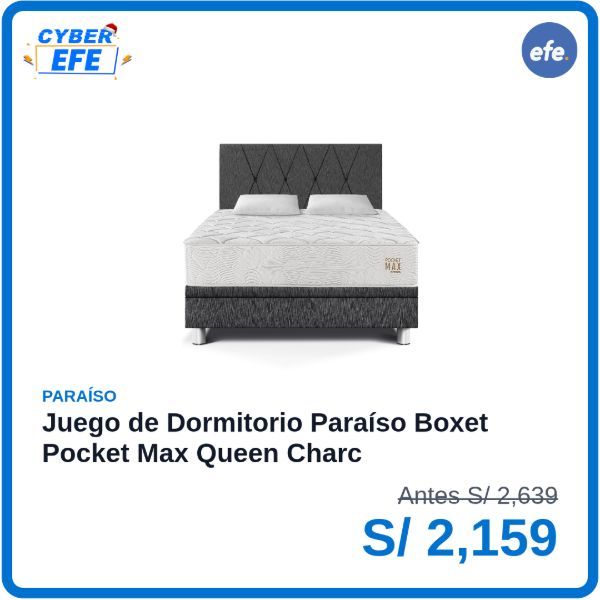 CYBER
EFE
efe.
POCKET
MAX
PARAÍSO
Juego de Dormitorio Paraíso Boxet
Pocket Max Queen Charc
Antes S/ 2,639
S/ 2,159